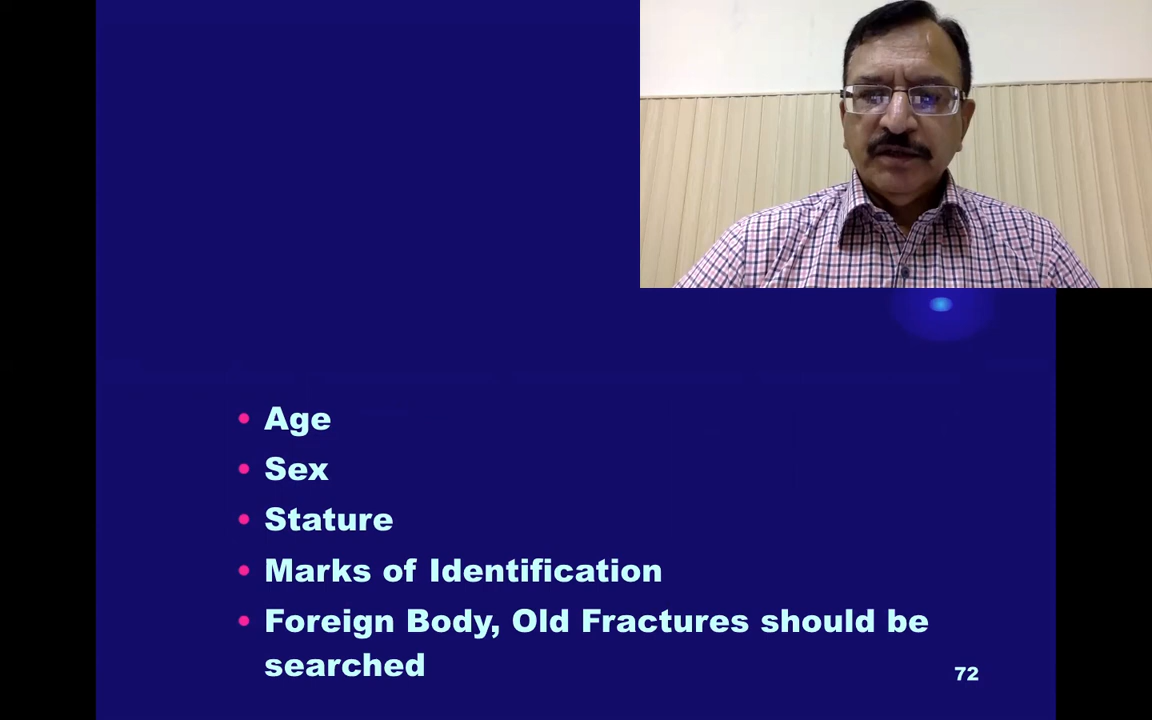 • Age
• Sex
• Stature
• Marks of Identification
• Foreign Body, Old Fractures should be
searched
72